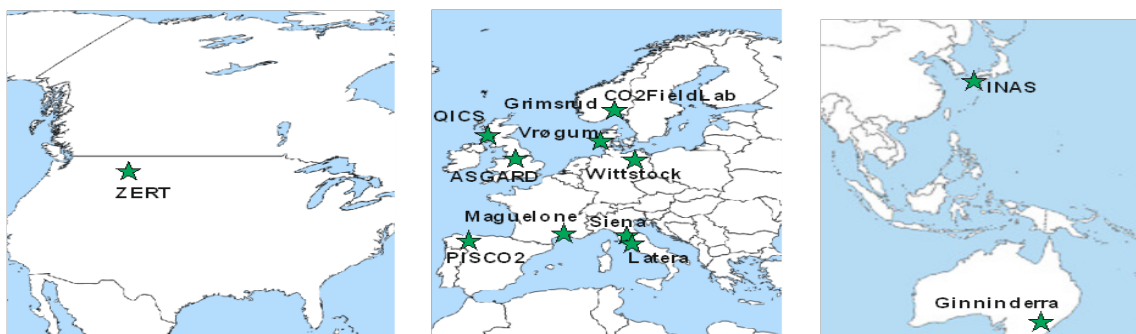 ZERT
Grimsrud CO2FieldLab
QICS
Vrøgum
ASGARD
Wittstock
Maguelone
Siena
PISCO2
Latera
INAS
Ginninderra